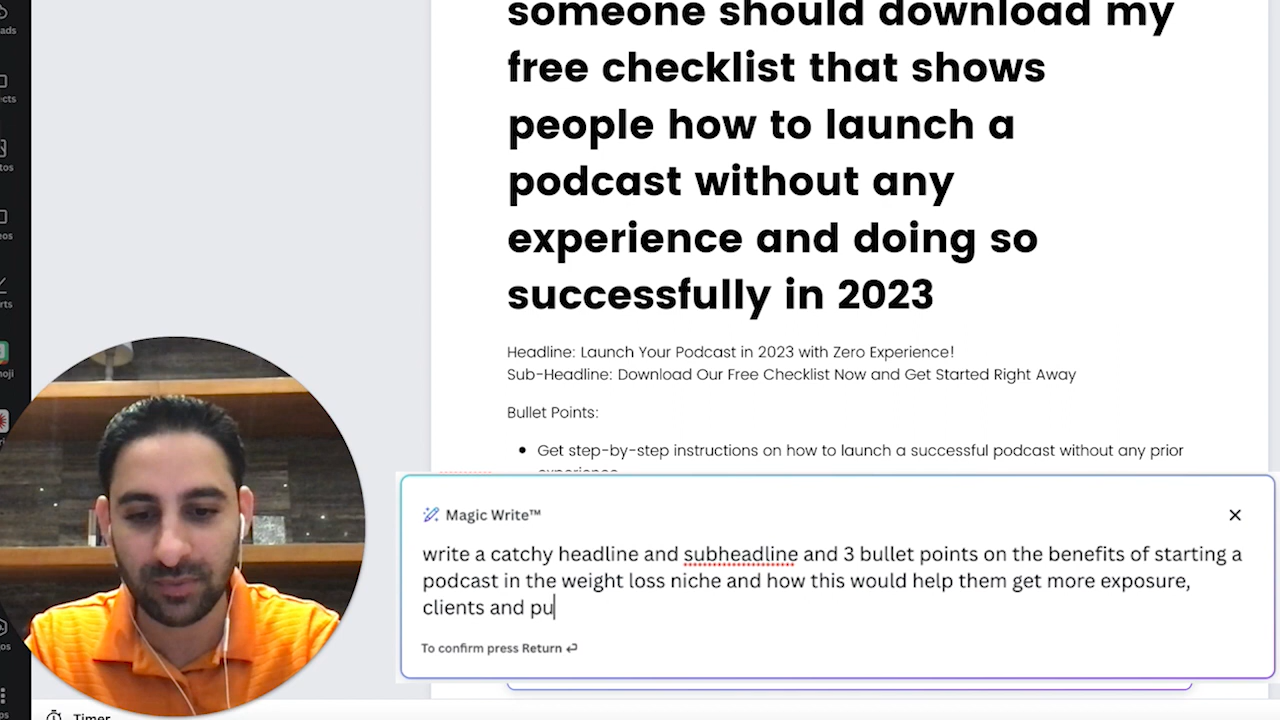 someone should download my
free checklist that shows
people how to launch a
podcast without any
experience and doing so
successfully in 2023
Headline: Launch Your Podcast in 2023 with Zero Experience!
Sub-Headline: Download Our Free Checklist Now and Get Started Right Away
Bullet Points:
• Get step-by-step instructions on how to launch a successful podcast without any prior
Magic Write™
write a catchy headline and subheadline and 3 bullet points on the benefits of starting a
podcast in the weight loss niche and how this would help them get more exposure,
clients and pu
To confirm press Return ↵
Timer